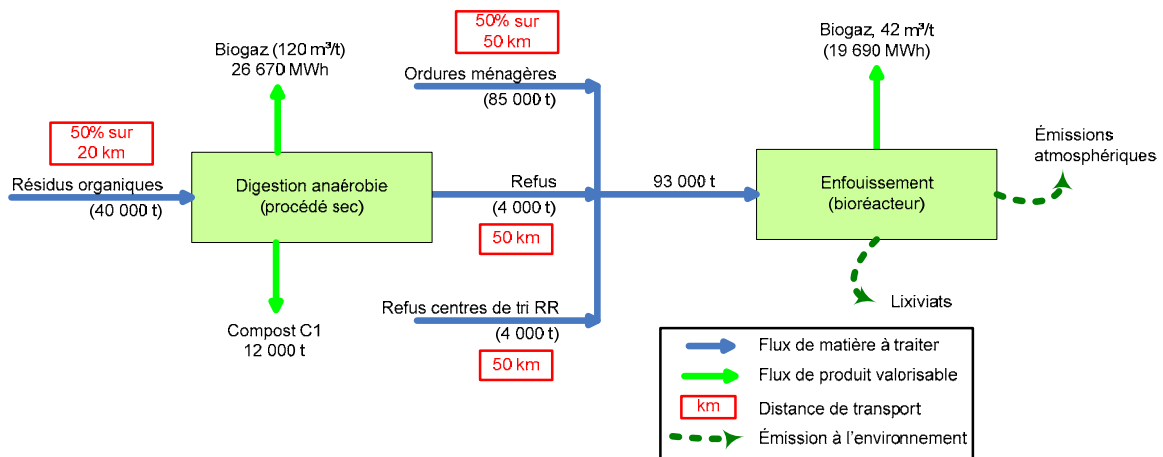 Biogaz (120 m³/t)
26 670 MWh
50% sur
50 km
Ordures ménagères
(85 000 t)
Biogaz, 42 m³/t
(19 690 MWh)
50% sur
20 km
Résidus organiques
(40 000 t)
Digestion anaérobie
(procédé sec)
Refus
(4 000 t)
50 km
93 000 t
Enfouissement
(bioréacteur)
Émissions
atmosphériques
Lixiviats
Compost C1
12 000 t
Refus centres de tri RR
(4 000 t)
50 km
Flux de matière à traiter
Flux de produit valorisable
km
Distance de transport
Émission à l'environnement